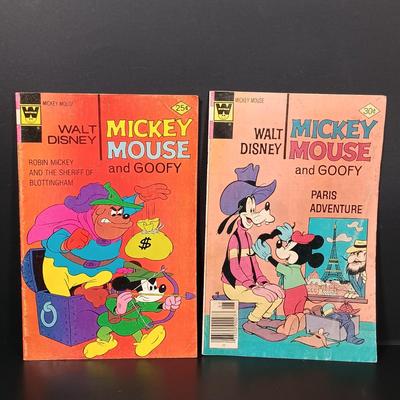 MICKEY MOUSE
25¢
WALT
DISNEY
MICKEY
MOUSE
and GOOFY
ROBIN MICKEY
AND THE SHERIFF OF
BLOTTINGHAM
$
MICKEY MOUSE
30¢
WALT
DISNEY
MICKEY
MOUSE
and GOOFY
PARIS
ADVENTURE